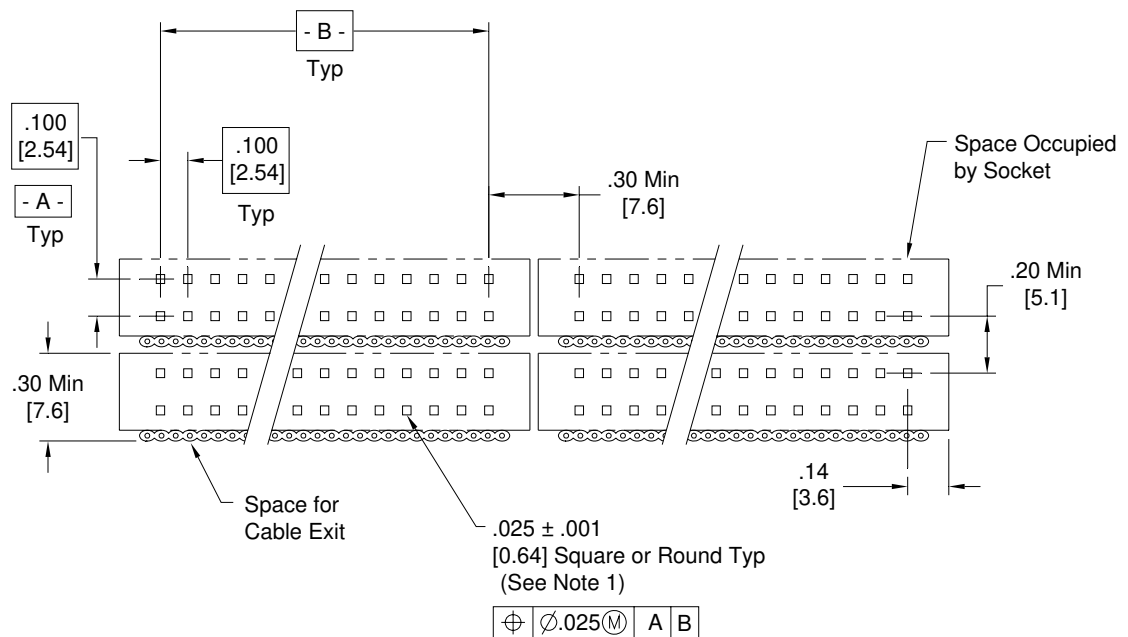 - B -
Typ
.100
[2.54]
.100
[2.54]
Typ
- A -
Typ
.30 Min
[7.6]
Space Occupied
by Socket
.20 Min
[5.1]
.30 Min
[7.6]
.14
[3.6]
Space for
Cable Exit
.025 ± .001
[0.64] Square or Round Typ
(See Note 1)
⌖ ∅.025Ⓜ A B